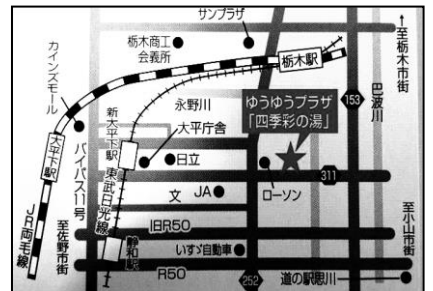 サンプラザ
栃木商工
会議所
栃木駅
至栃木市街
カインズモール
永野川
ゆうゆうプラザ
「四季彩の湯」
153
巴波川
新大平下駅
大平庁舎
日立
バイパス11号
大平下駅
東武日光線
311
文
JA
ローソン
JR両毛線
至佐野市街
旧R50
至小山市街
静和駅
いすゞ自動車
R50
252
道の駅思川